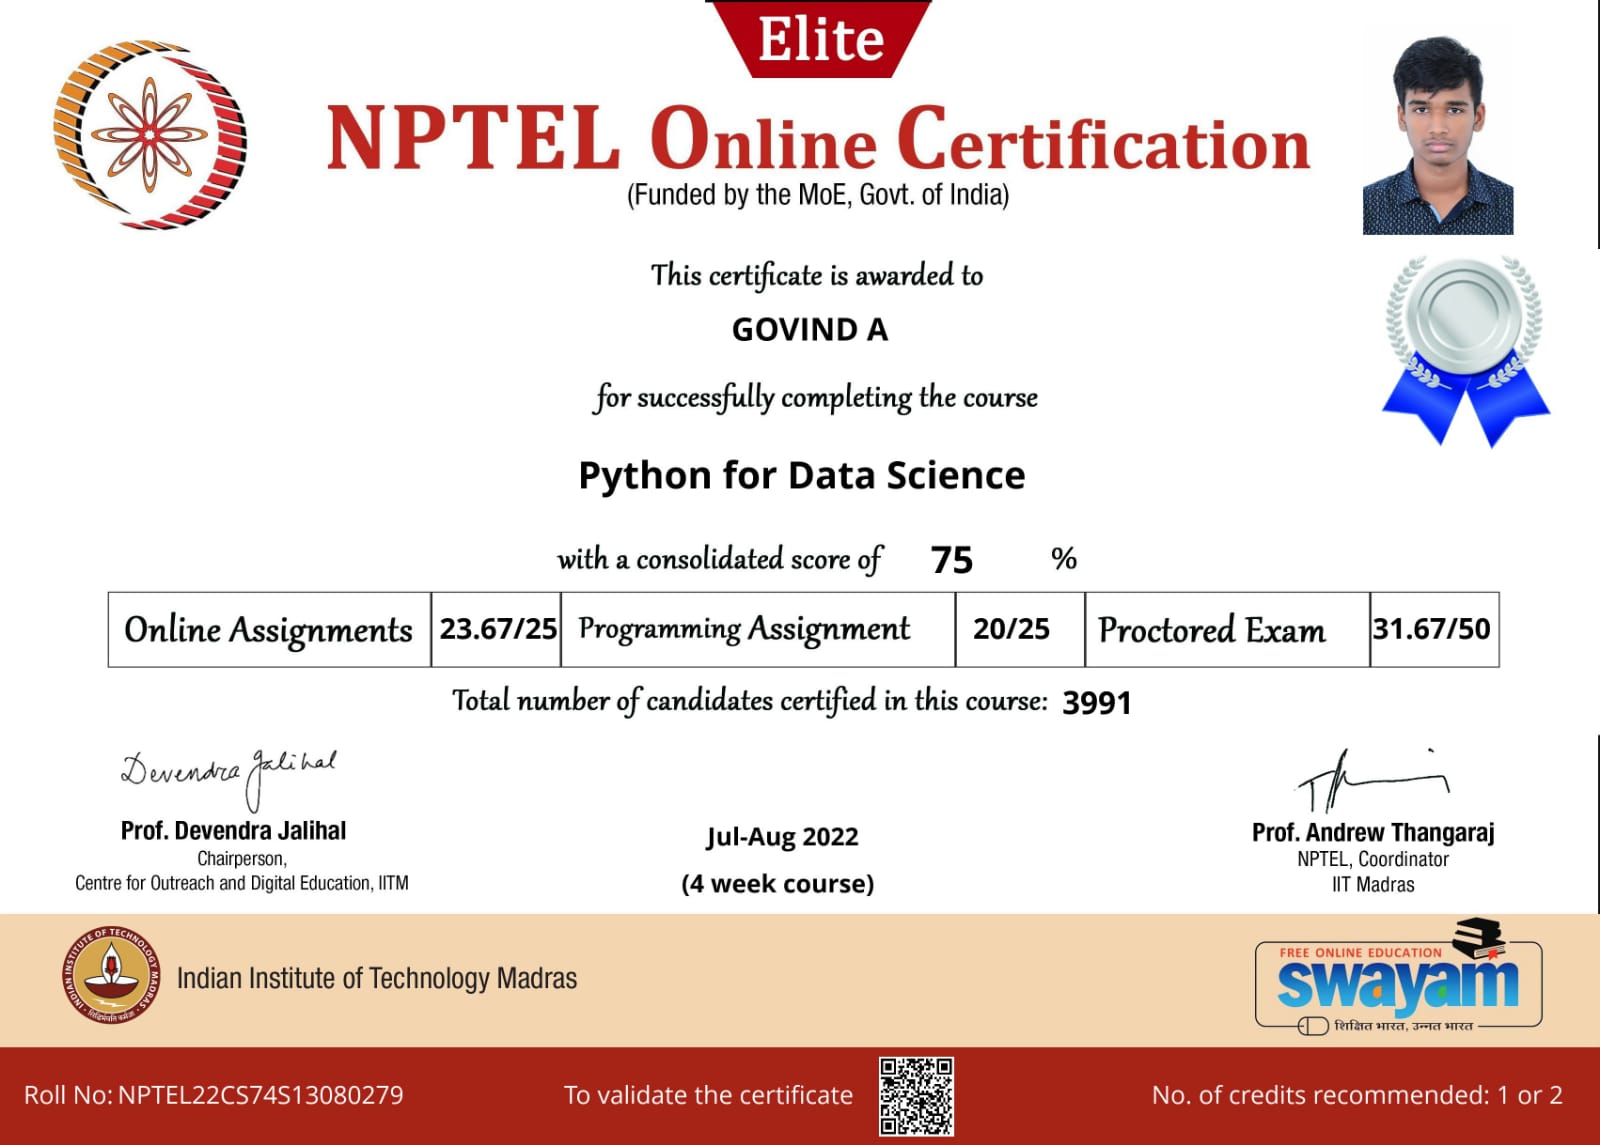 Elite
NPTEL Online Certification
(Funded by the MoE, Govt. of India)
This certificate is awarded to
GOVIND A
for successfully completing the course
Python for Data Science
with a consolidated score of 75 %
Online Assignments 23.67/25 Programming Assignment 20/25 Proctored Exam 31.67/50
Total number of candidates certified in this course: 3991
Devendra Jalihal
Prof. Devendra Jalihal
Chairperson,
Centre for Outreach and Digital Education, IITM
Jul-Aug 2022
(4 week course)
Prof. Andrew Thangaraj
NPTEL, Coordinator
IIT Madras
INDIAN INSTITUTE OF TECHNOLOGY MADRAS
Indian Institute of Technology Madras
FREE ONLINE EDUCATION
swayam
शिक्षित भारत, उन्नत भारत
Roll No: NPTEL22CS74S13080279
To validate the certificate
No. of credits recommended: 1 or 2